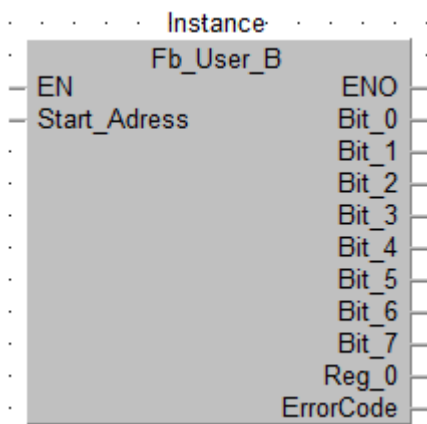 Instance
Fb_User_B
EN ENO
Start_Adress Bit_0
Bit_1
Bit_2
Bit_3
Bit_4
Bit_5
Bit_6
Bit_7
Reg_0
ErrorCode